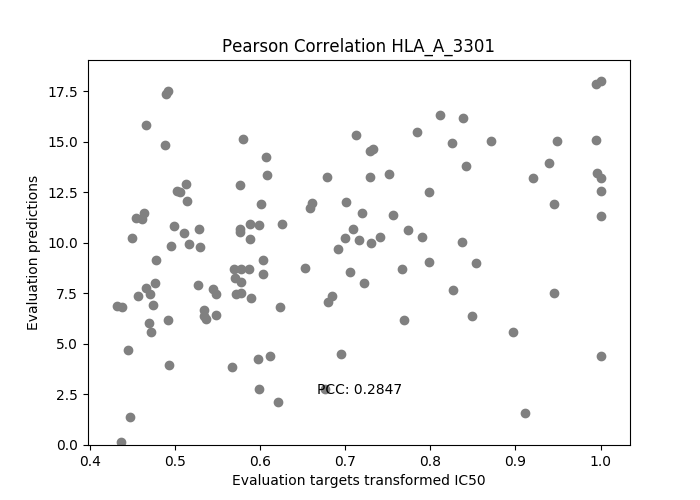 Pearson Correlation HLA_A_3301
17.5
15.0
12.5
10.0
7.5
5.0
2.5
0.0
Evaluation predictions
PCC: 0.2847
0.4 0.5 0.6 0.7 0.8 0.9 1.0
Evaluation targets transformed IC50